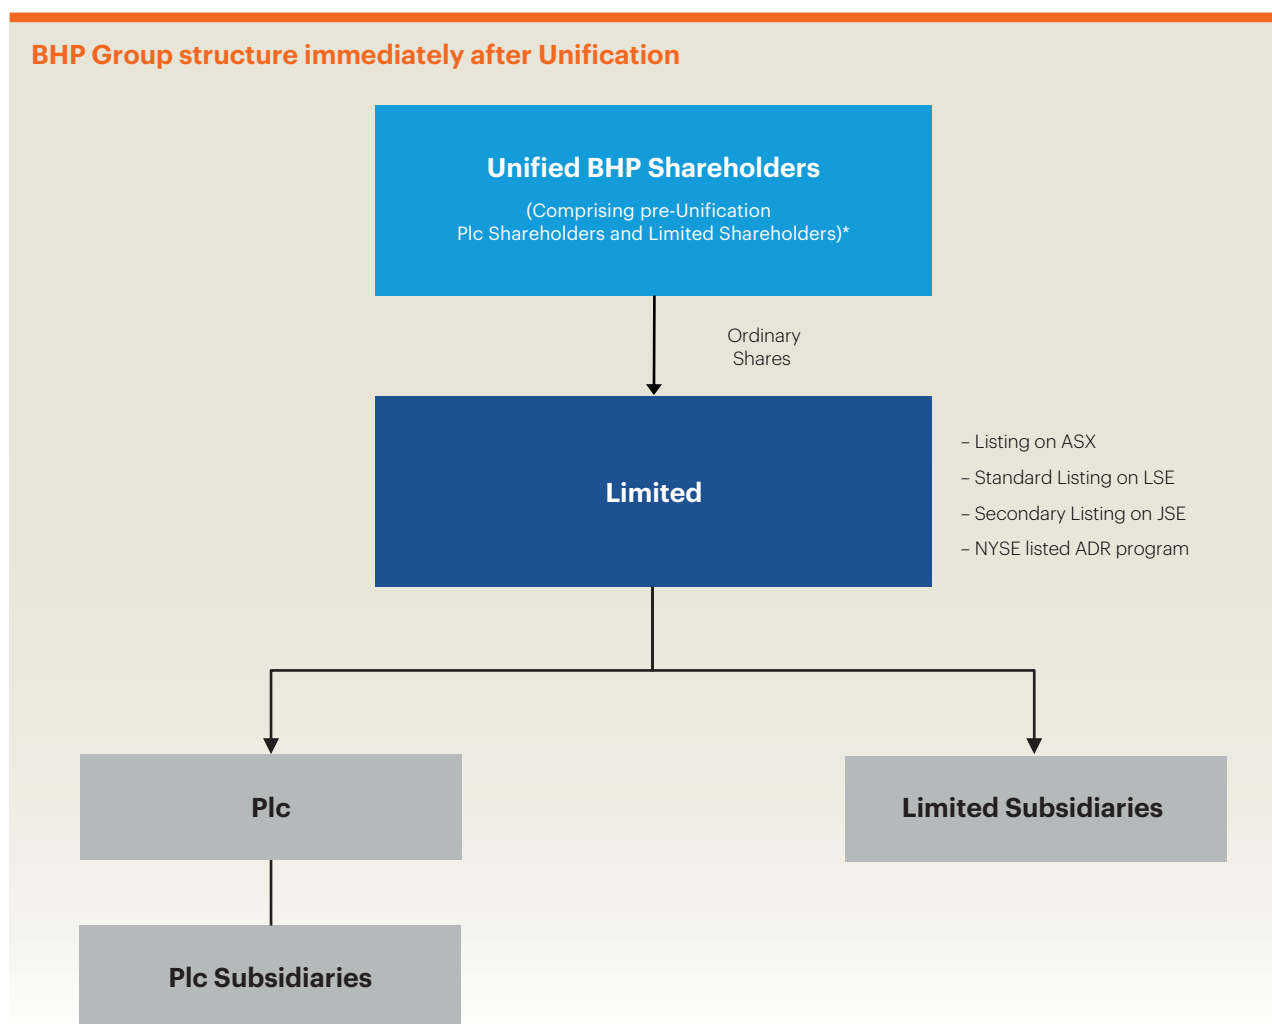 BHP Group structure immediately after Unification
Unified BHP Shareholders
(Comprising pre-Unification
Plc Shareholders and Limited Shareholders)*
Ordinary
Shares
Limited
– Listing on ASX
– Standard Listing on LSE
– Secondary Listing on JSE
– NYSE listed ADR program
Plc
Limited Subsidiaries
Plc Subsidiaries